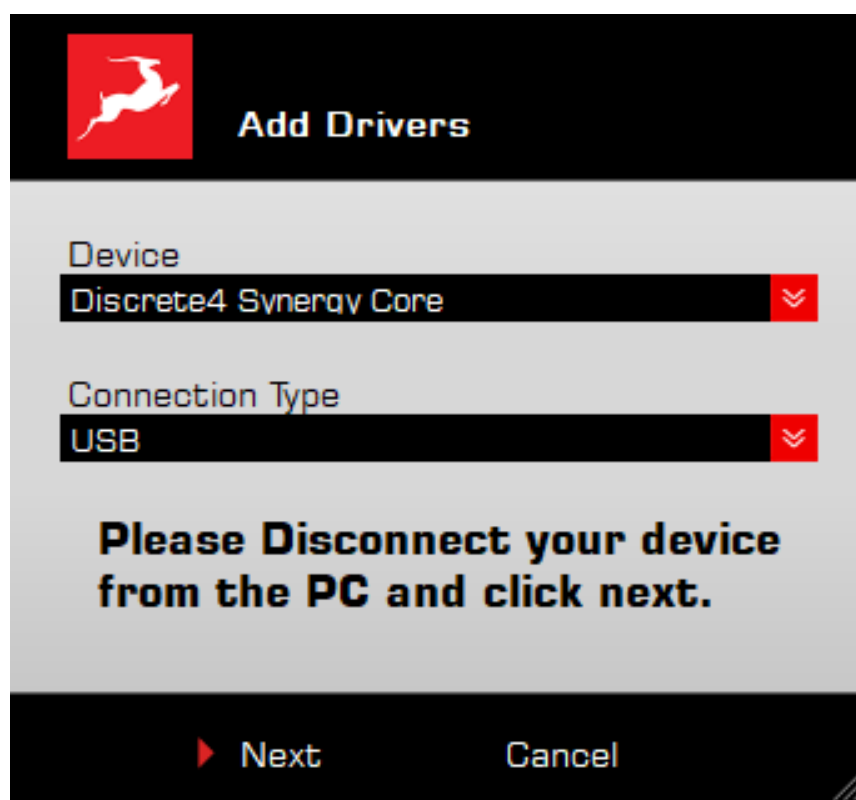 Add Drivers
Device
Discrete4 Synergy Core
Connection Type
USB
Please Disconnect your device
from the PC and click next.
Next
Cancel